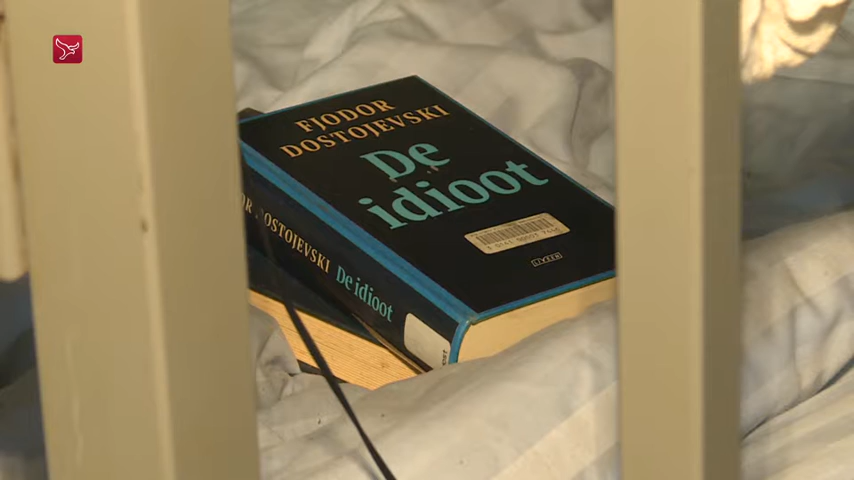 FJODOR
DOSTOJEVSKI
De
idioot
DOSTOJEVSKI De idioot